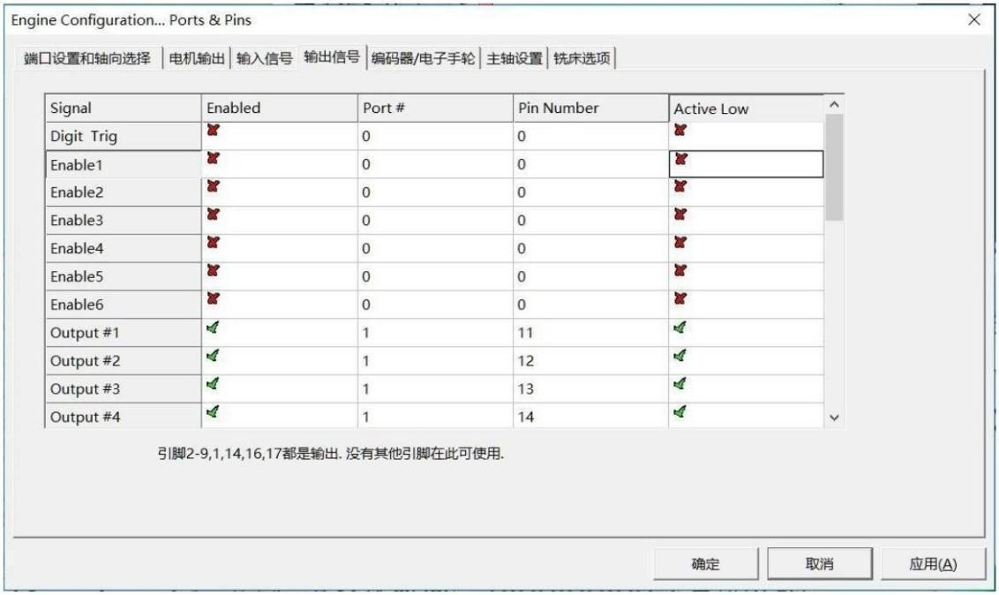 Engine Configuration... Ports & Pins
端口设置和轴向选择 电机输出 输入信号 输出信号 编码器/电子手轮 主轴设置 铣床选项
Signal Enabled Port # Pin Number Active Low
Digit Trig 0 0
Enable1 0 0
Enable2 0 0
Enable3 0 0
Enable4 0 0
Enable5 0 0
Enable6 0 0
Output #1 1 11
Output #2 1 12
Output #3 1 13
Output #4 1 14
引脚2-9,1,14,16,17都是输出. 没有其他引脚在此可使用.
确定 取消 应用(A)